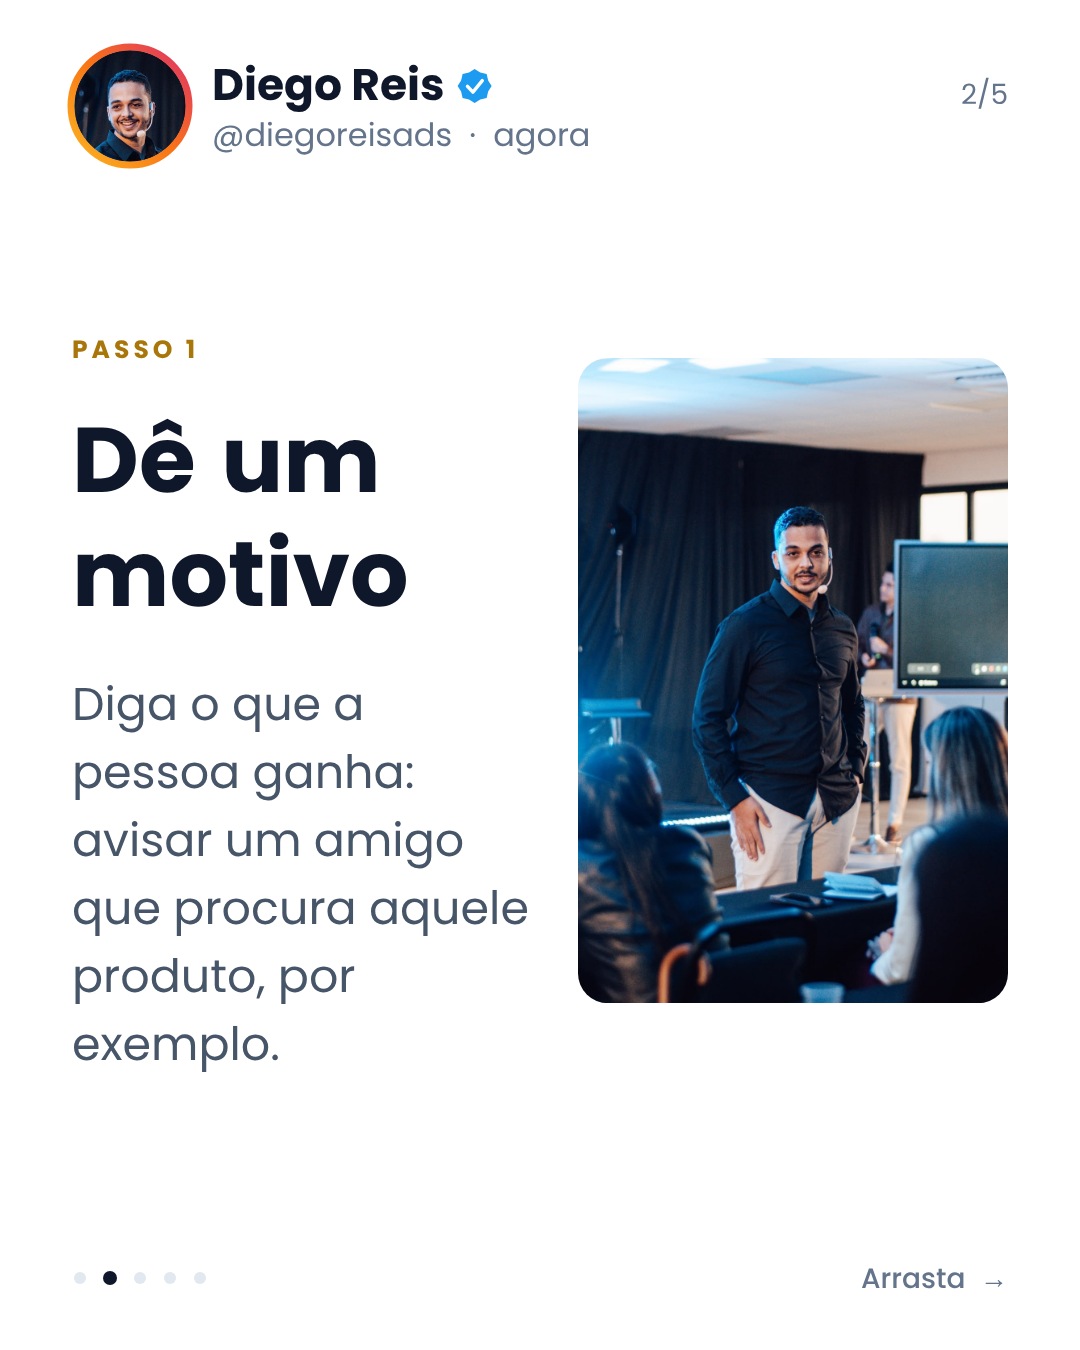 Diego Reis
@diegoreisads · agora
2/5
PASSO 1
Dê um
motivo
Diga o que a
pessoa ganha:
avisar um amigo
que procura aquele
produto, por
exemplo.
Arrasta →